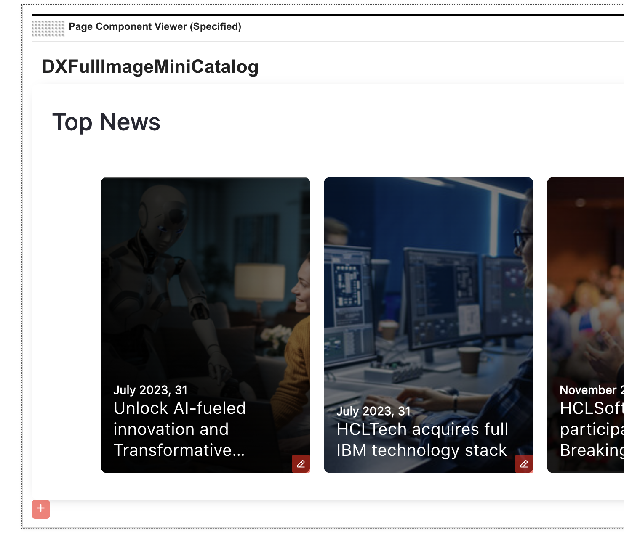 Page Component Viewer (Specified)
DXFullImageMiniCatalog
Top News
July 2023, 31
Unlock AI-fueled
innovation and
Transformative...
July 2023, 31
HCLTech acquires full
IBM technology stack
November 2
HCLSoft
participa
Breaking
+